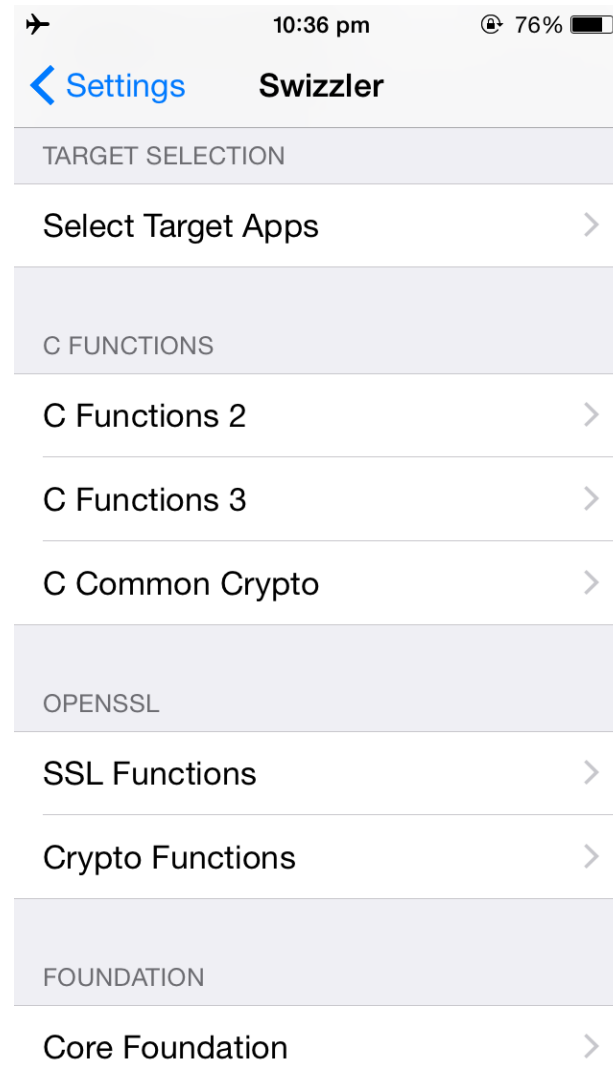 10:36 pm 76%
Settings Swizzler
TARGET SELECTION
Select Target Apps
C FUNCTIONS
C Functions 2
C Functions 3
C Common Crypto
OPENSSL
SSL Functions
Crypto Functions
FOUNDATION
Core Foundation